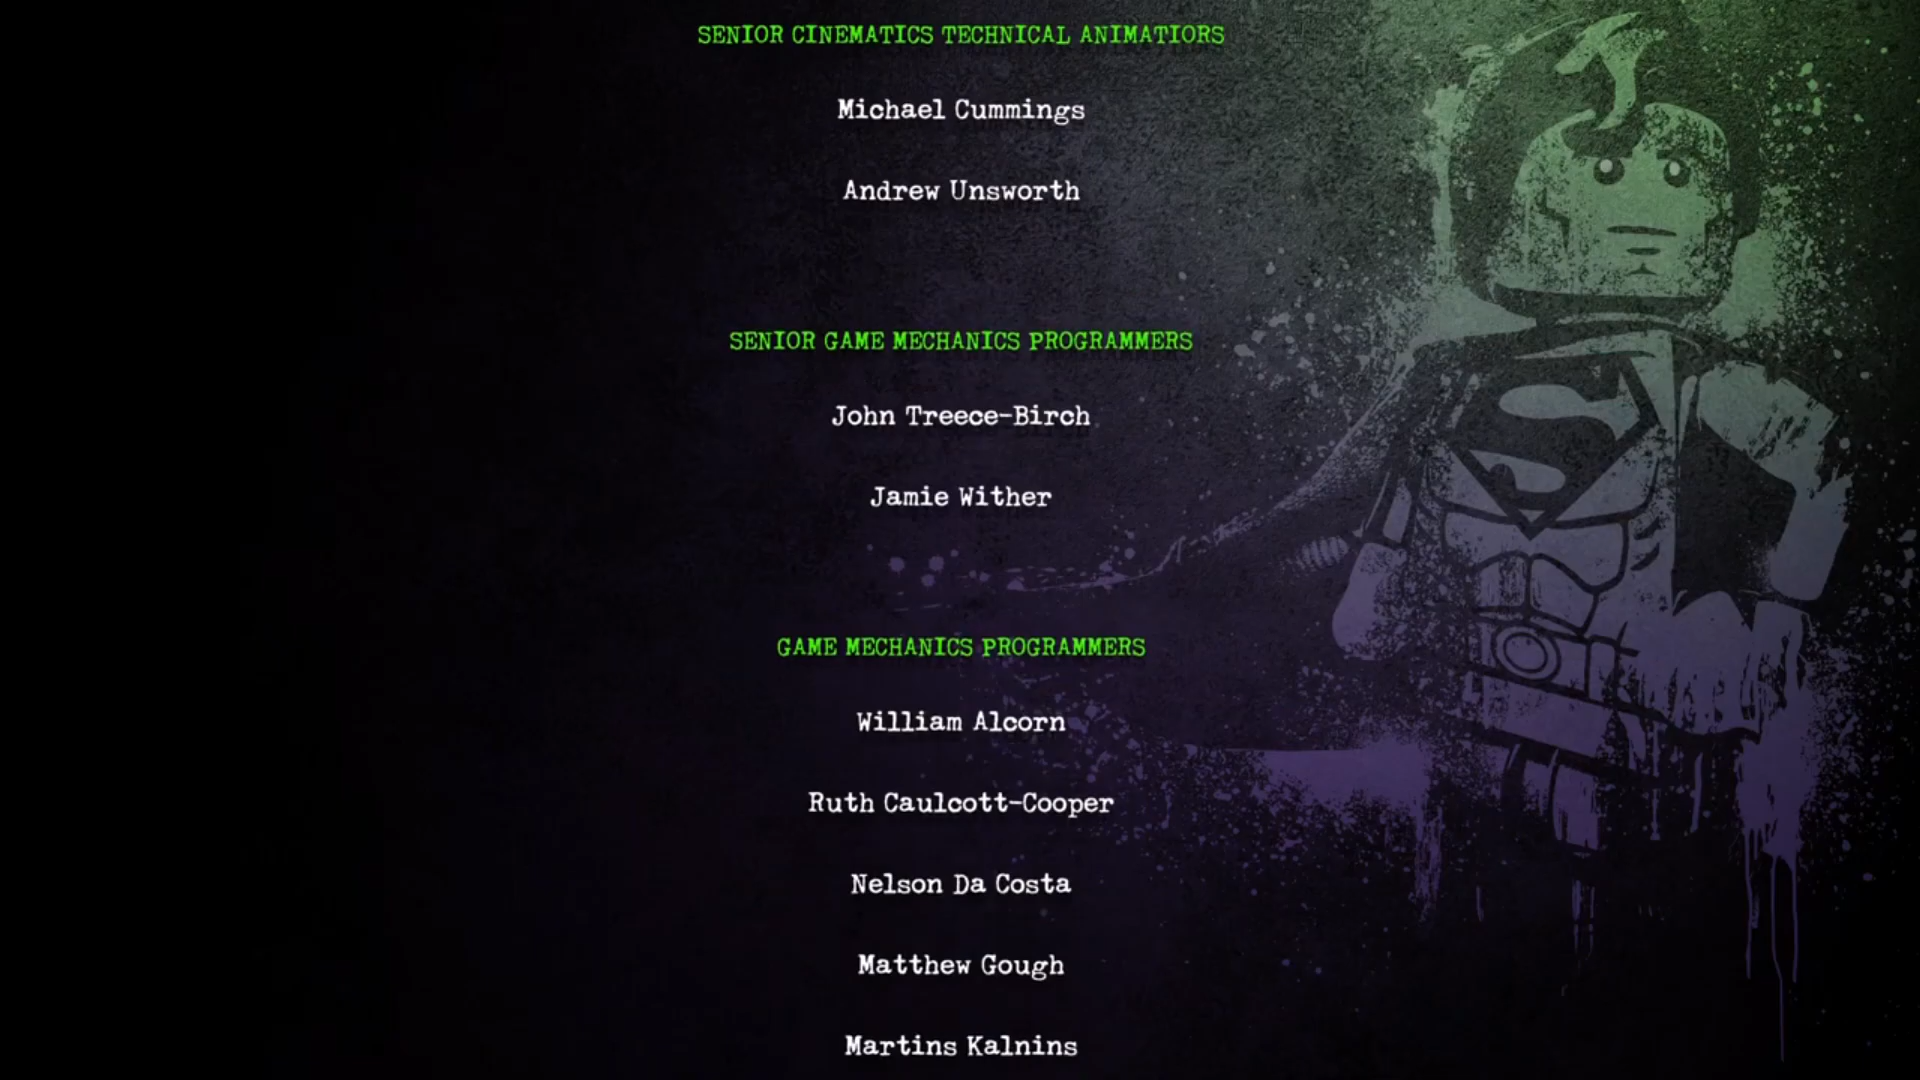 SENIOR CINEMATICS TECHNICAL ANIMATIORS
Michael Cummings
Andrew Unsworth
SENIOR GAME MECHANICS PROGRAMMERS
John Treece-Birch
Jamie Wither
GAME MECHANICS PROGRAMMERS
William Alcorn
Ruth Caulcott-Cooper
Nelson Da Costa
Matthew Gough
Martins Kalnins